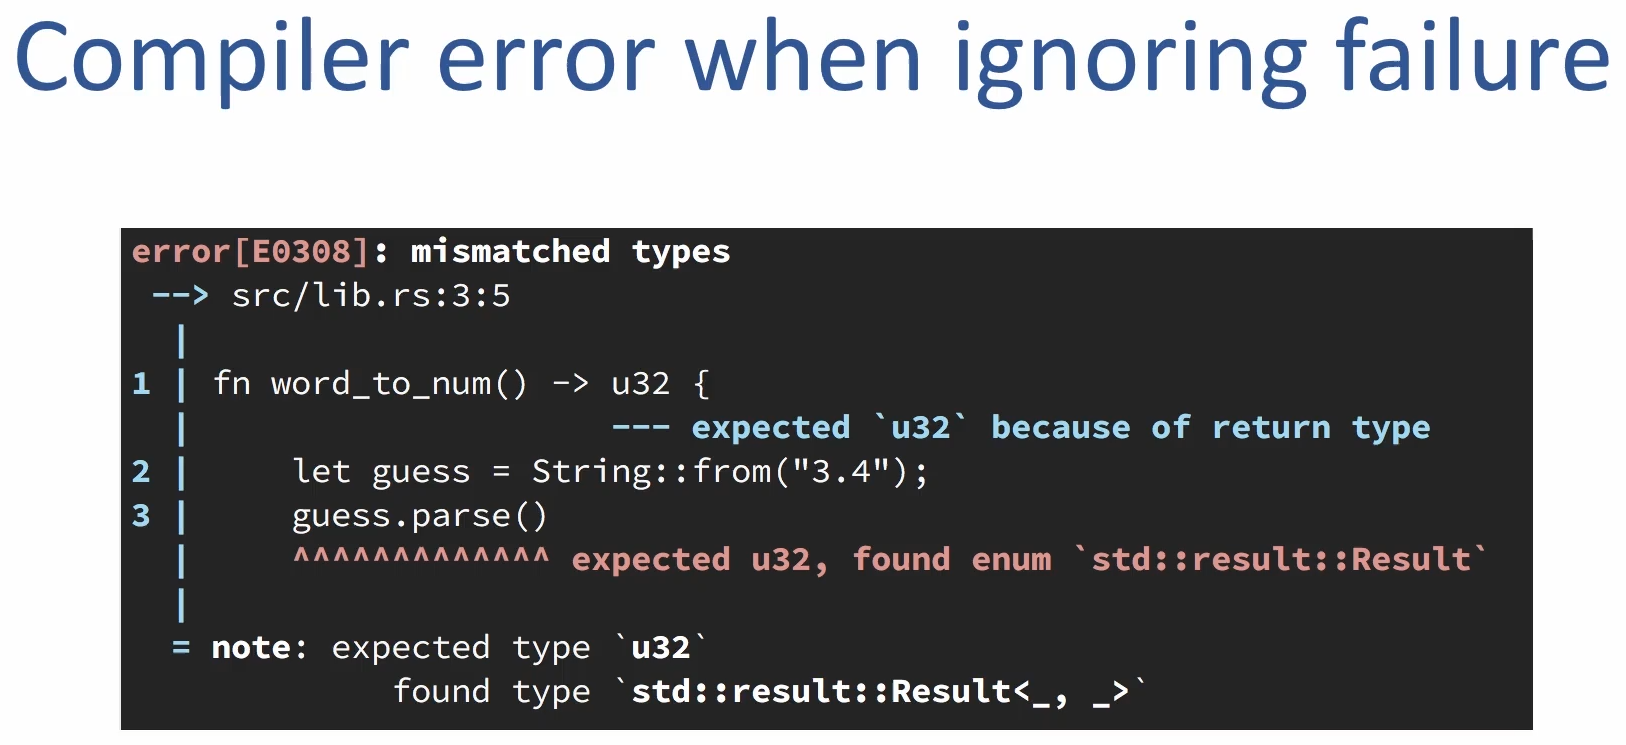 Compiler error when ignoring failure
error[E0308]: mismatched types
 --> src/lib.rs:3:5
  |
1 | fn word_to_num() -> u32 {
  |                     --- expected `u32` because of return type
2 |     let guess = String::from("3.4");
3 |     guess.parse()
  |     ^^^^^^^^^^^^^ expected u32, found enum `std::result::Result`
  |
  = note: expected type `u32`
             found type `std::result::Result<_, _>`